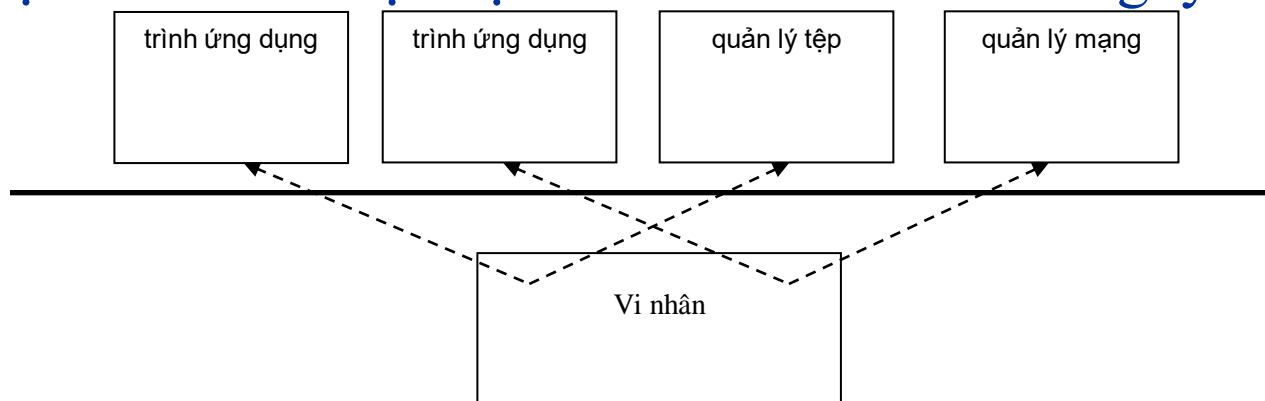 trình ứng dụng
trình ứng dụng
quản lý tệp
quản lý mạng
Vi nhân